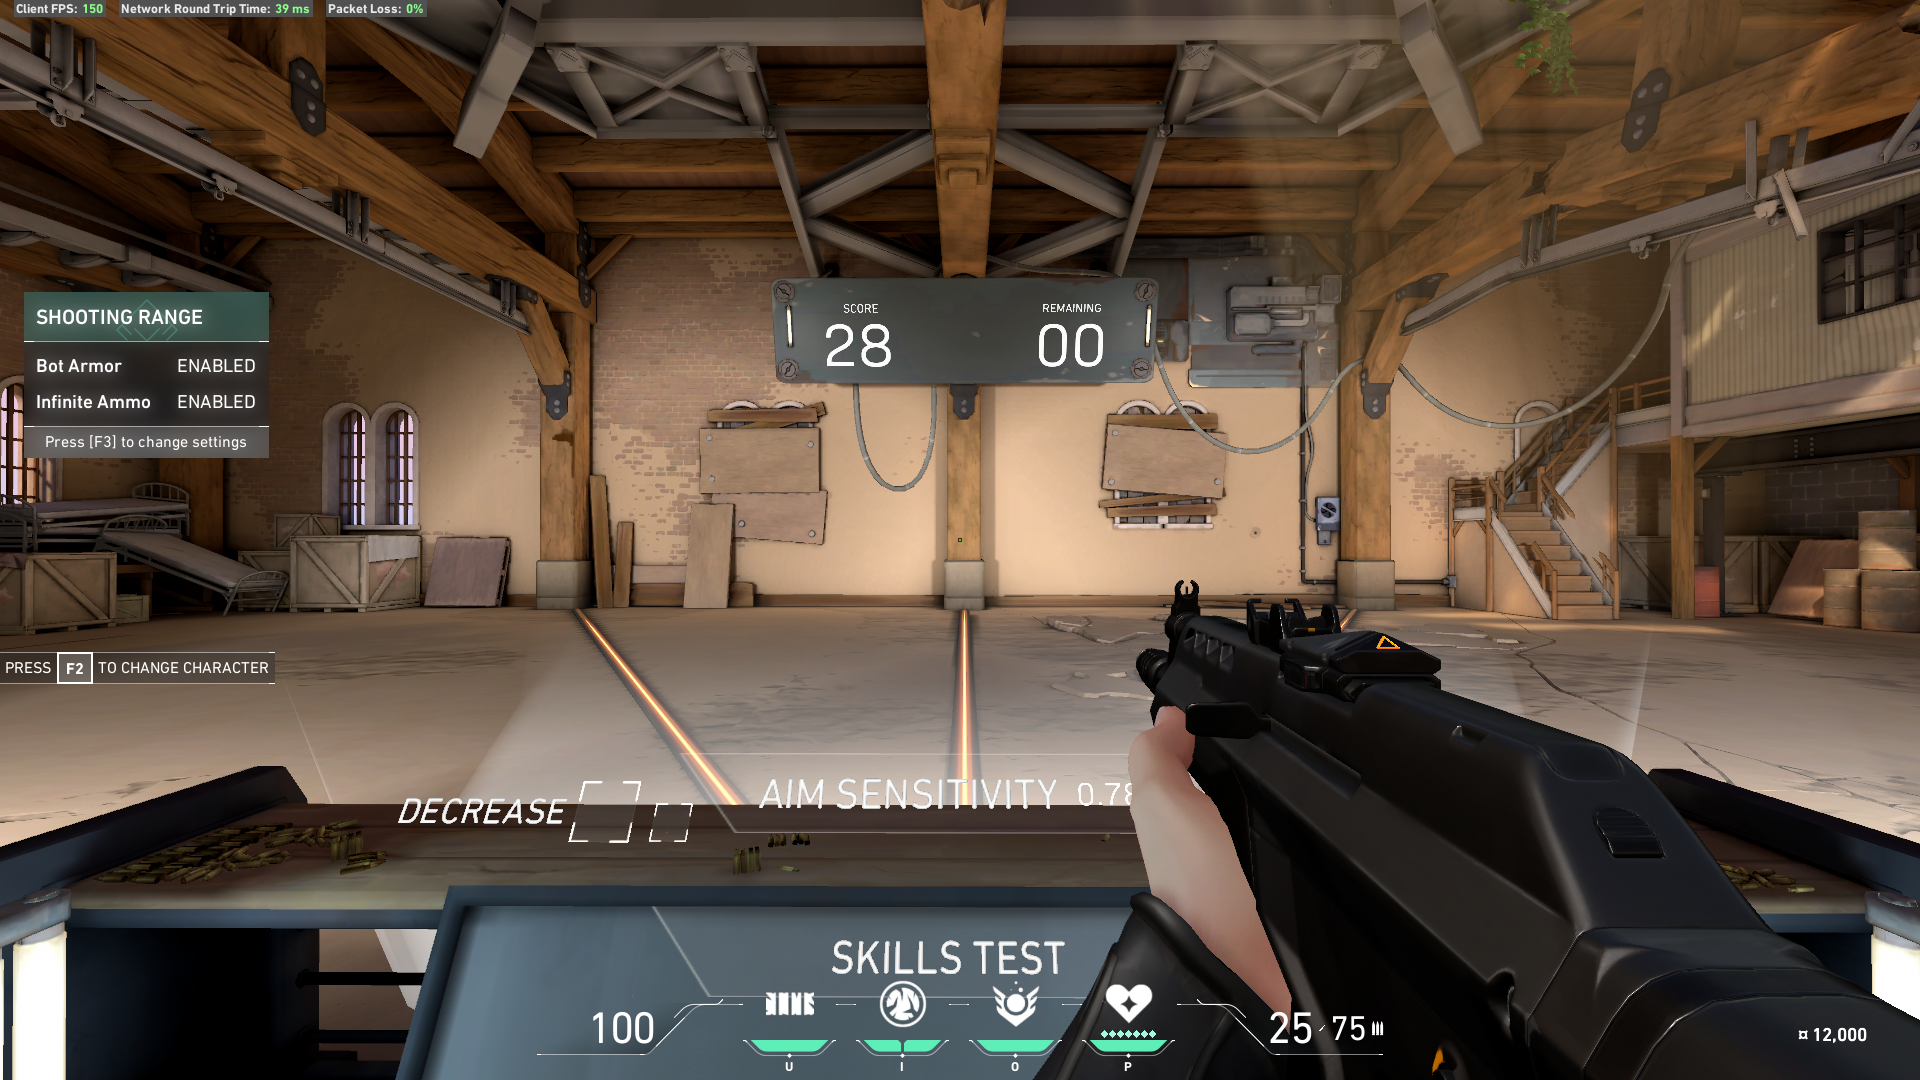 Client FPS: 150 Network Round Trip Time: 39 ms Packet Loss: 0%
SCORE REMAINING
28 00
SHOOTING RANGE
Bot Armor ENABLED
Infinite Ammo ENABLED
Press [F3] to change settings
PRESS F2 TO CHANGE CHARACTER
DECREASE AIM SENSITIVITY 0.78
SKILLS TEST
100 25 / 75
¤ 12,000
U I O P